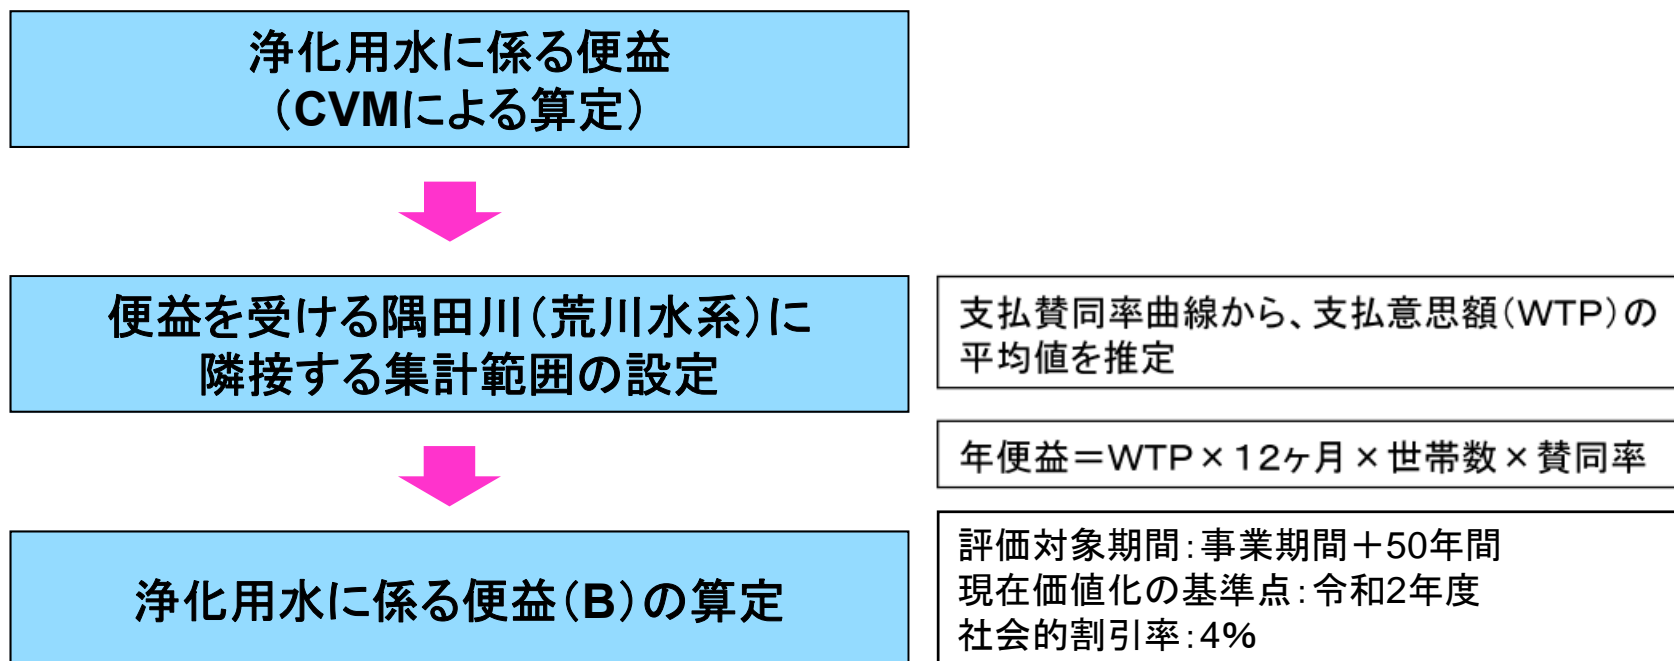 浄化用水に係る便益
（CVMによる算定）
便益を受ける隅田川（荒川水系）に
隣接する集計範囲の設定
支払賛同率曲線から、支払意思額（WTP）の
平均値を推定
年便益＝WTP×12ヶ月×世帯数×賛同率
浄化用水に係る便益（B）の算定
評価対象期間：事業期間＋50年間
現在価値化の基準点：令和2年度
社会的割引率：4%